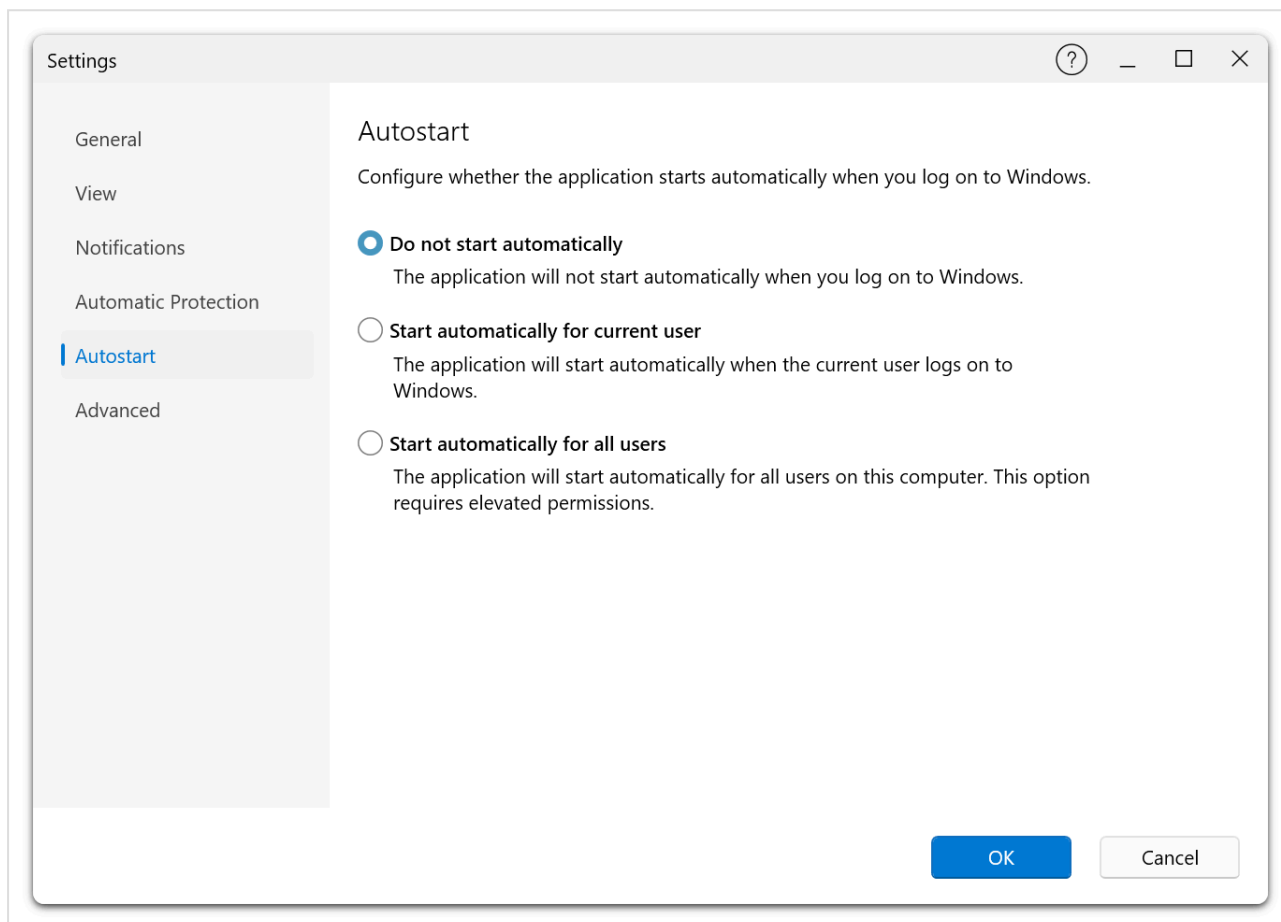 Settings
?
General
View
Notifications
Automatic Protection
Autostart
Advanced
Autostart
Configure whether the application starts automatically when you log on to Windows.
Do not start automatically
The application will not start automatically when you log on to Windows.
Start automatically for current user
The application will start automatically when the current user logs on to
Windows.
Start automatically for all users
The application will start automatically for all users on this computer. This option
requires elevated permissions.
OK
Cancel